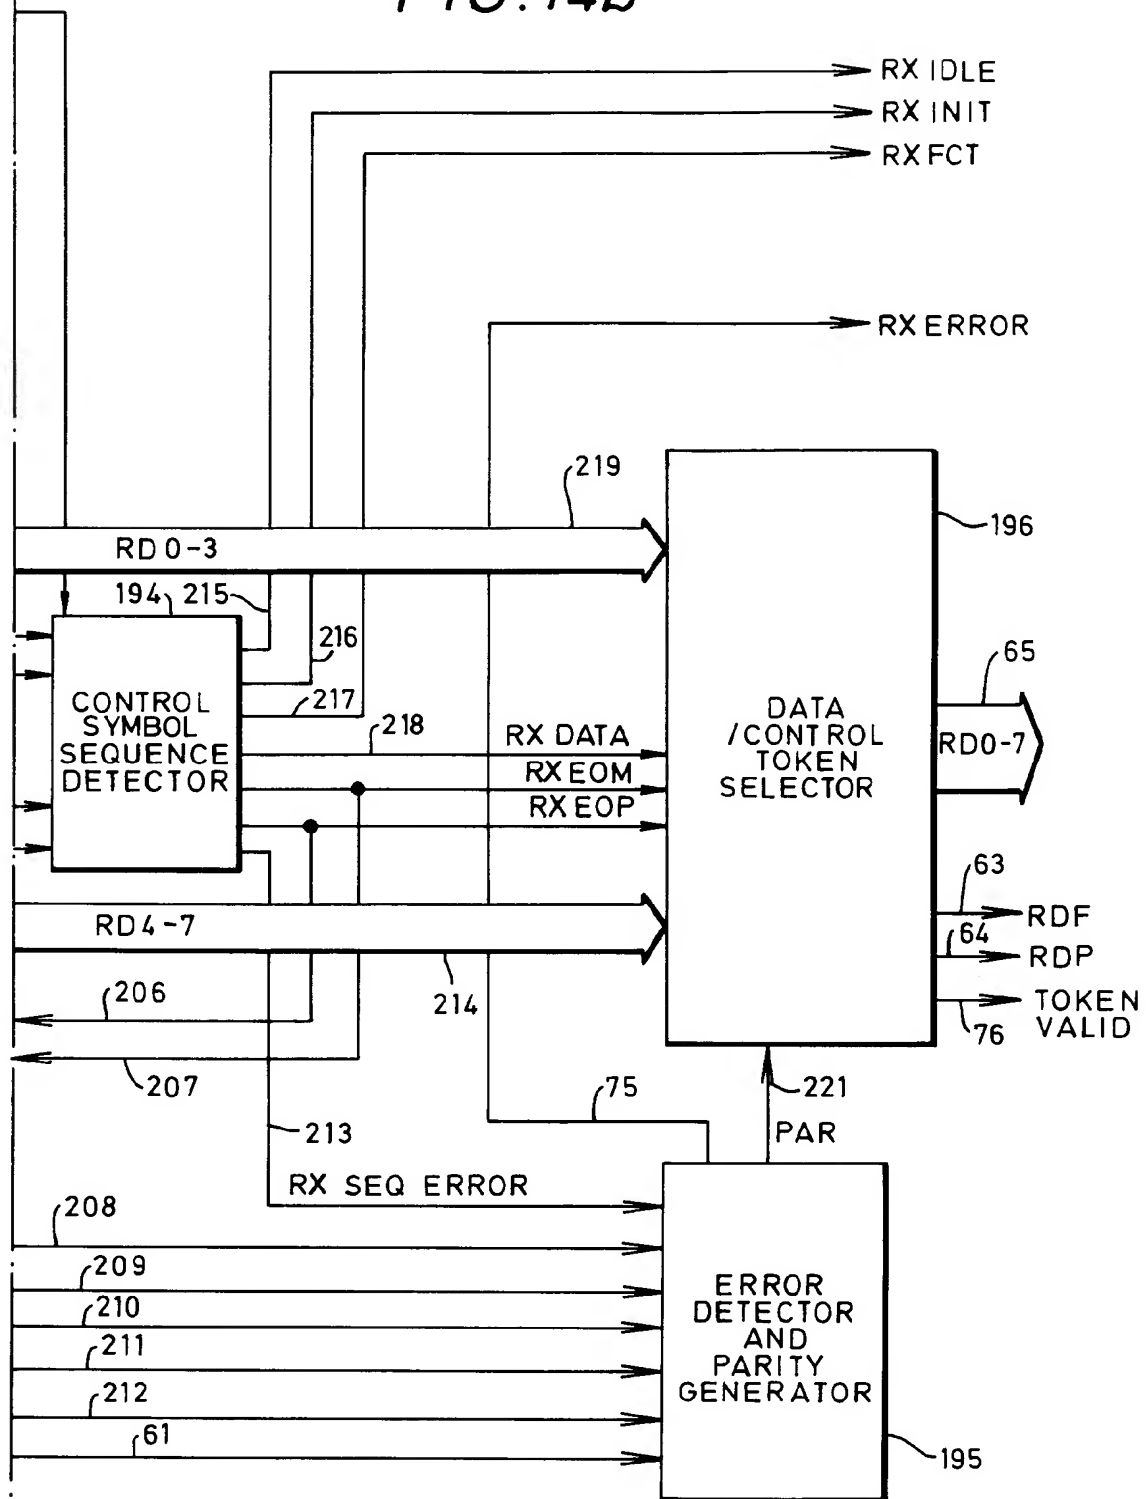 FIG. 14b
RX IDLE
RX INIT
RX FCT
RX ERROR
219
196
RD 0-3
194
215
216
217
218
CONTROL
SYMBOL
SEQUENCE
DETECTOR
RX DATA
RX EOM
RX EOP
DATA
/CONTROL
TOKEN
SELECTOR
65
RD0-7
63
RDF
64
RDP
76
TOKEN
VALID
RD4-7
214
206
207
75
221
PAR
213
RX SEQ ERROR
208
209
210
211
212
61
ERROR
DETECTOR
AND
PARITY
GENERATOR
195